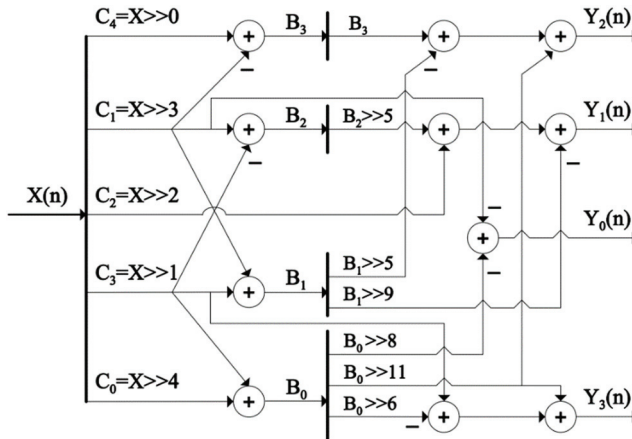 C₄=X>>0
B₃
B₃
Y₂(n)
C₁=X>>3
B₂
B₂>>5
Y₁(n)
X(n)
C₂=X>>2
Y₀(n)
C₃=X>>1
B₁
B₁>>5
B₁>>9
B₀>>8
C₀=X>>4
B₀
B₀>>11
B₀>>6
Y₃(n)